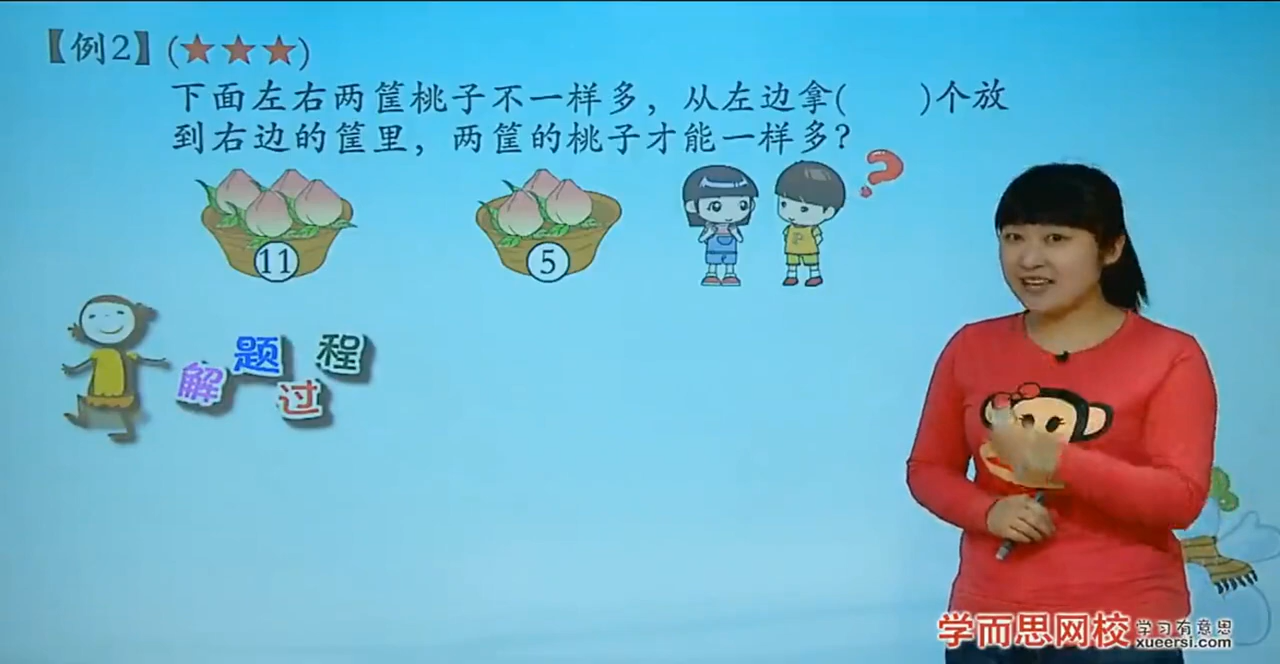 【例2】(★★★)
下面左右两筐桃子不一样多，从左边拿(  )个放
到右边的筐里，两筐的桃子才能一样多？
11
5
解题过程
学而思网校 学习有意思
xueersi.com